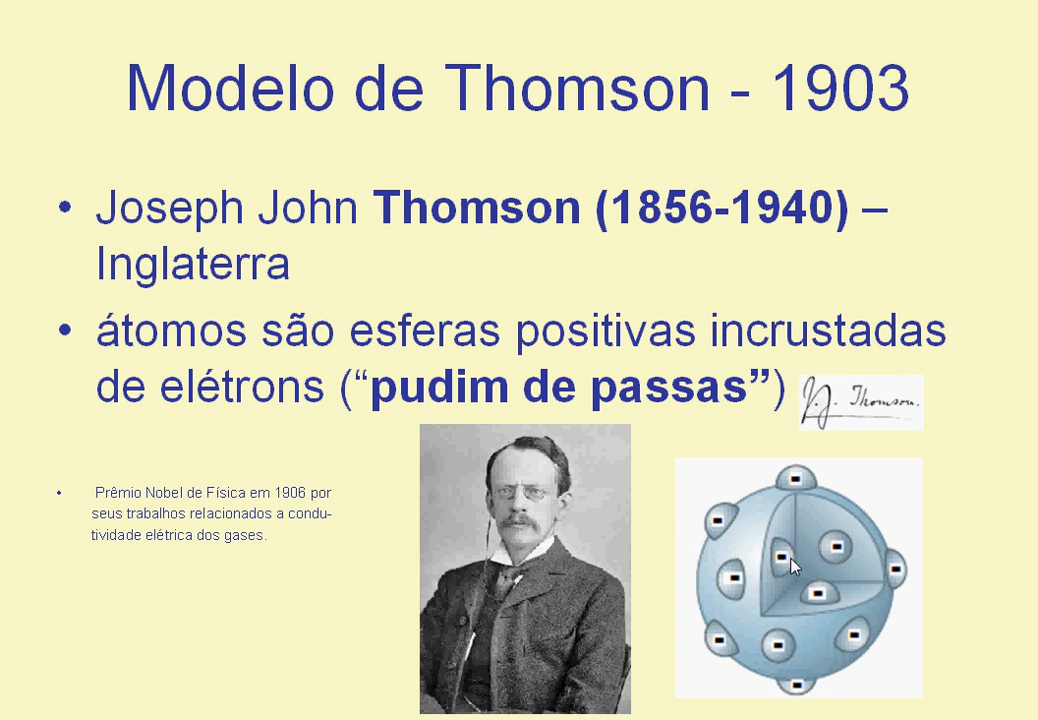 Modelo de Thomson - 1903
• Joseph John Thomson (1856-1940) –
Inglaterra
• átomos são esferas positivas incrustadas
de elétrons (“pudim de passas”)
J.J. Thomson.
• Prêmio Nobel de Física em 1906 por
seus trabalhos relacionados a condu-
tividade elétrica dos gases.